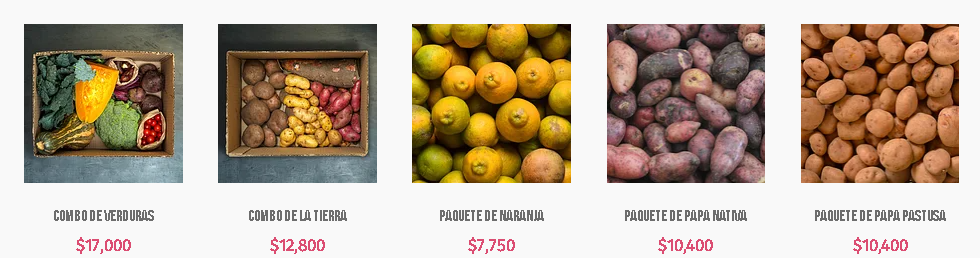 COMBO DE VERDURAS
$17,000
COMBO DE LA TIERRA
$12,800
PAQUETE DE NARANJA
$7,750
PAQUETE DE PAPA NATIVA
$10,400
PAQUETE DE PAPA PASTUSA
$10,400